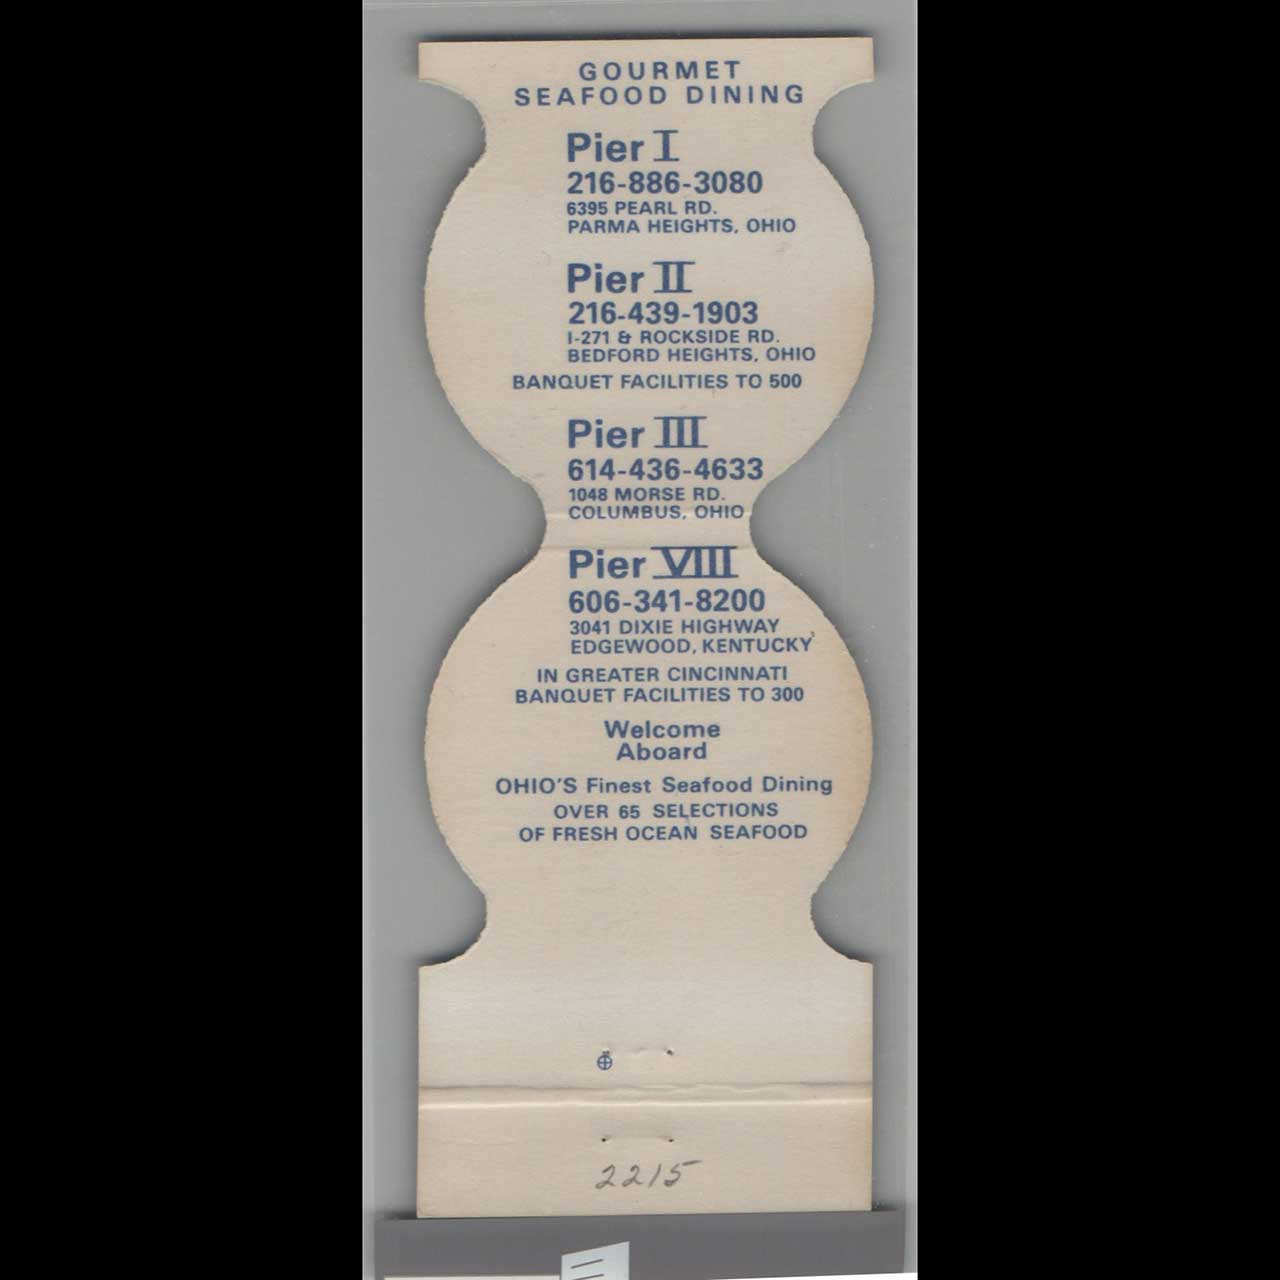 GOURMET
SEAFOOD DINING
Pier I
216-886-3080
6395 PEARL RD.
PARMA HEIGHTS, OHIO
Pier II
216-439-1903
I-271 & ROCKSIDE RD.
BEDFORD HEIGHTS, OHIO
BANQUET FACILITIES TO 500
Pier III
614-436-4633
1048 MORSE RD.
COLUMBUS, OHIO
Pier VIII
606-341-8200
3041 DIXIE HIGHWAY
EDGEWOOD, KENTUCKY
IN GREATER CINCINNATI
BANQUET FACILITIES TO 300
Welcome
Aboard
OHIO'S Finest Seafood Dining
OVER 65 SELECTIONS
OF FRESH OCEAN SEAFOOD
2215